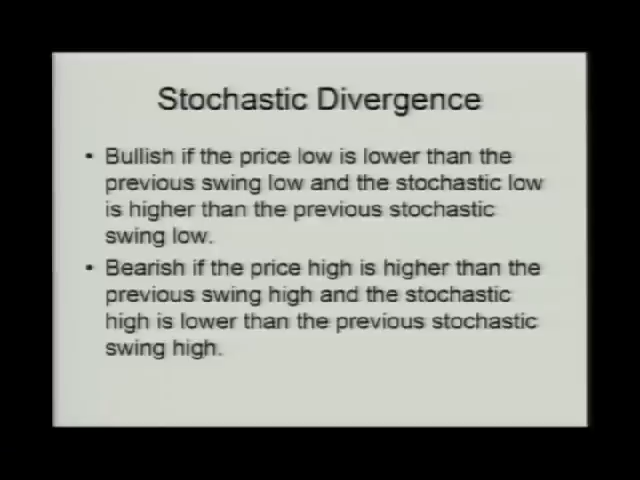 Stochastic Divergence
• Bullish if the price low is lower than the
previous swing low and the stochastic low
is higher than the previous stochastic
swing low.
• Bearish if the price high is higher than the
previous swing high and the stochastic
high is lower than the previous stochastic
swing high.